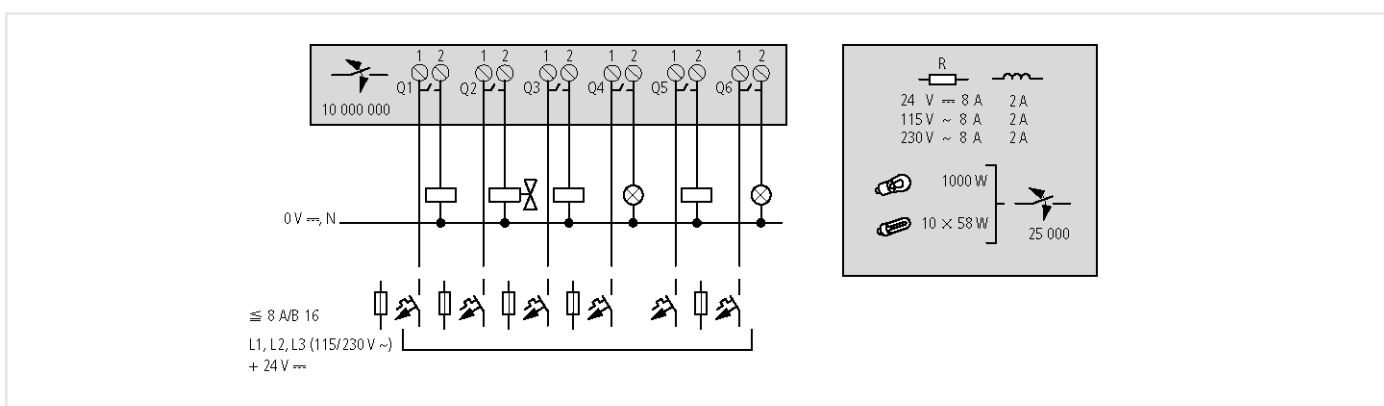 1 2 1 2 1 2 1 2 1 2 1 2
Q1 Q2 Q3 Q4 Q5 Q6
10 000 000
0 V ⎓, N
≦ 8 A/B 16
L1, L2, L3 (115/230 V ~)
+ 24 V ⎓
R
24 V ⎓ 8 A 2 A
115 V ~ 8 A 2 A
230 V ~ 8 A 2 A
1000 W
10 × 58 W
25 000